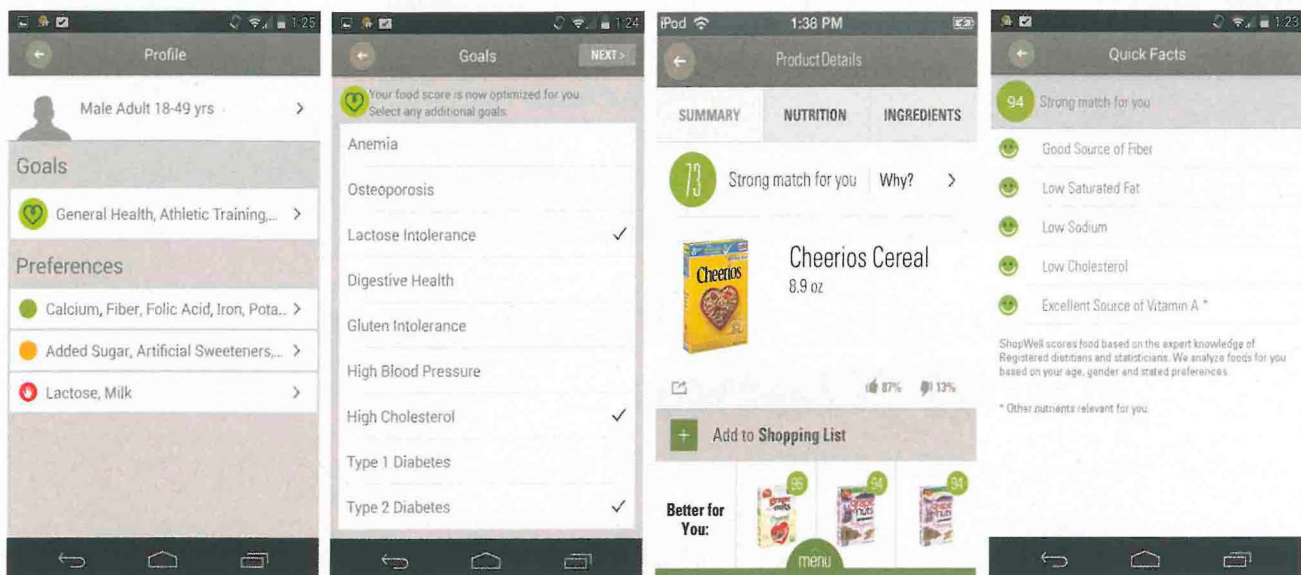 1:25
Profile
Male Adult 18-49 yrs
Goals
General Health, Athletic Training,...
Preferences
Calcium, Fiber, Folic Acid, Iron, Pota..
Added Sugar, Artificial Sweeteners,...
Lactose, Milk
1:24
Goals
NEXT >
Your food score is now optimized for you.
Select any additional goals.
Anemia
Osteoporosis
Lactose Intolerance
Digestive Health
Gluten Intolerance
High Blood Pressure
High Cholesterol
Type 1 Diabetes
Type 2 Diabetes
iPod 1:38 PM
Product Details
SUMMARY NUTRITION INGREDIENTS
73 Strong match for you Why? >
Cheerios
Cheerios Cereal
8.9 oz
87% 13%
+ Add to Shopping List
Better for
You:
96 94 94
grape nuts
grape nuts
grape nuts
menu
1:23
Quick Facts
94 Strong match for you
Good Source of Fiber
Low Saturated Fat
Low Sodium
Low Cholesterol
Excellent Source of Vitamin A *
ShopWell scores food based on the expert knowledge of
Registered dietitians and statisticians. We analyze foods for you
based on your age, gender and stated preferences.
* Other nutrients relevant for you.